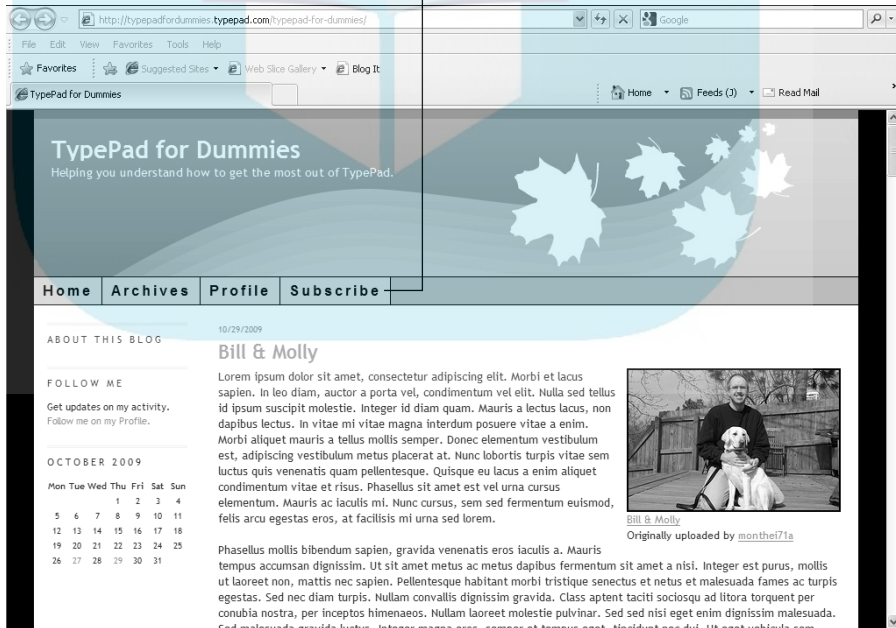 http://typepadfordummies.typepad.com/typepad-for-dummies/
Google
File Edit View Favorites Tools Help
Favorites Suggested Sites Web Slice Gallery Blog It
TypePad for Dummies Home Feeds (J) Read Mail
TypePad for Dummies
Helping you understand how to get the most out of TypePad.
Home Archives Profile Subscribe
ABOUT THIS BLOG
FOLLOW ME
Get updates on my activity.
Follow me on my Profile.
OCTOBER 2009
Mon Tue Wed Thu Fri Sat Sun
1 2 3 4
5 6 7 8 9 10 11
12 13 14 15 16 17 18
19 20 21 22 23 24 25
26 27 28 29 30 31
10/29/2009
Bill & Molly
Lorem ipsum dolor sit amet, consectetur adipiscing elit. Morbi et lacus
sapien. In leo diam, auctor a porta vel, condimentum vel elit. Nulla sed tellus
id ipsum suscipit molestie. Integer id diam quam. Mauris a lectus lacus, non
dapibus lectus. In vitae mi vitae magna interdum posuere vitae a enim.
Morbi aliquet mauris a tellus mollis semper. Donec elementum vestibulum
est, adipiscing vestibulum metus placerat at. Nunc lobortis turpis vitae sem
luctus quis venenatis quam pellentesque. Quisque eu lacus a enim aliquet
condimentum vitae et risus. Phasellus sit amet est vel urna cursus
elementum. Mauris ac iaculis mi. Nunc cursus, sem sed fermentum euismod,
felis arcu egestas eros, at facilisis mi urna sed lorem.
Bill & Molly
Originally uploaded by monthei71a
Phasellus mollis bibendum sapien, gravida venenatis eros iaculis a. Mauris
tempus accumsan dignissim. Ut sit amet metus ac metus dapibus fermentum sit amet a nisi. Integer est purus, mollis
ut laoreet non, mattis nec sapien. Pellentesque habitant morbi tristique senectus et netus et malesuada fames ac turpis
egestas. Sed nec diam turpis. Nullam convallis dignissim gravida. Class aptent taciti sociosqu ad litora torquent per
conubia nostra, per inceptos himenaeos. Nullam laoreet molestie pulvinar. Sed sed nisi eget enim dignissim malesuada.